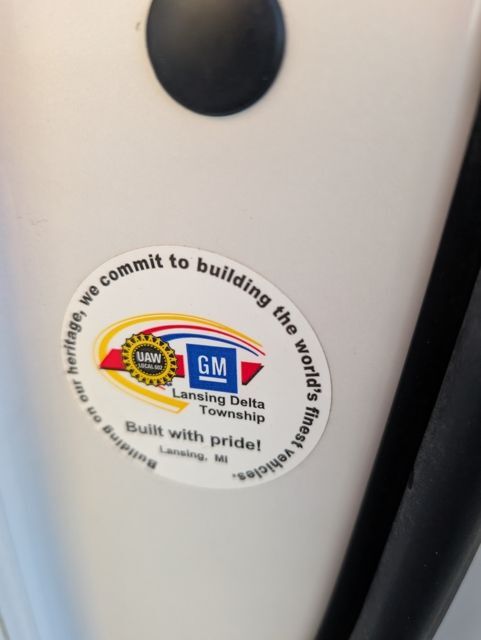 Building on our heritage, we commit to building the world's finest vehicles.
UAW
LOCAL 602
GM
Lansing Delta
Township
Built with pride!
Lansing, MI